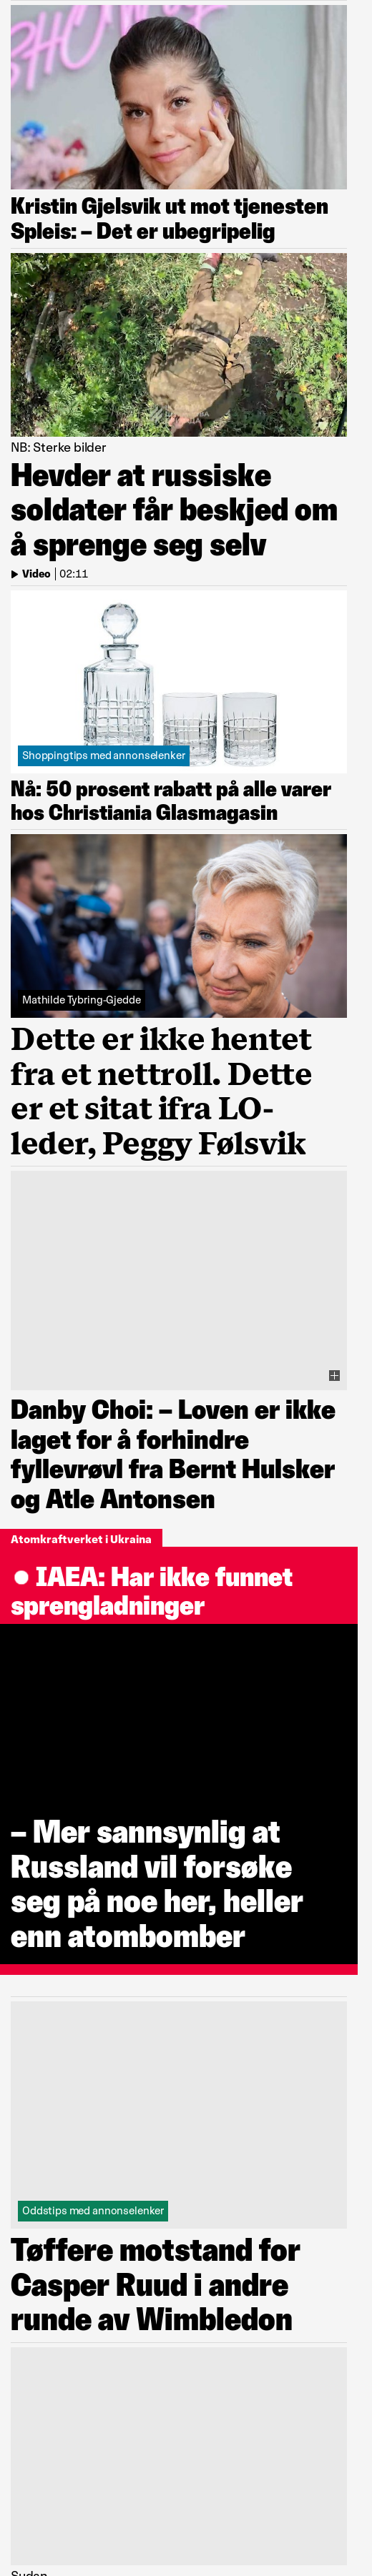 Kristin Gjelsvik ut mot tjenesten
Spleis: – Det er ubegripelig
NB: Sterke bilder
Hevder at russiske
soldater får beskjed om
å sprenge seg selv
Video | 02:11
Shoppingtips med annonselenker
Nå: 50 prosent rabatt på alle varer
hos Christiania Glasmagasin
Mathilde Tybring-Gjedde
Dette er ikke hentet
fra et nettroll. Dette
er et sitat ifra LO-
leder, Peggy Følsvik
Danby Choi: – Loven er ikke
laget for å forhindre
fyllevrøvl fra Bernt Hulsker
og Atle Antonsen
Atomkraftverket i Ukraina
IAEA: Har ikke funnet
sprengladninger
– Mer sannsynlig at
Russland vil forsøke
seg på noe her, heller
enn atombomber
Oddstips med annonselenker
Tøffere motstand for
Casper Ruud i andre
runde av Wimbledon